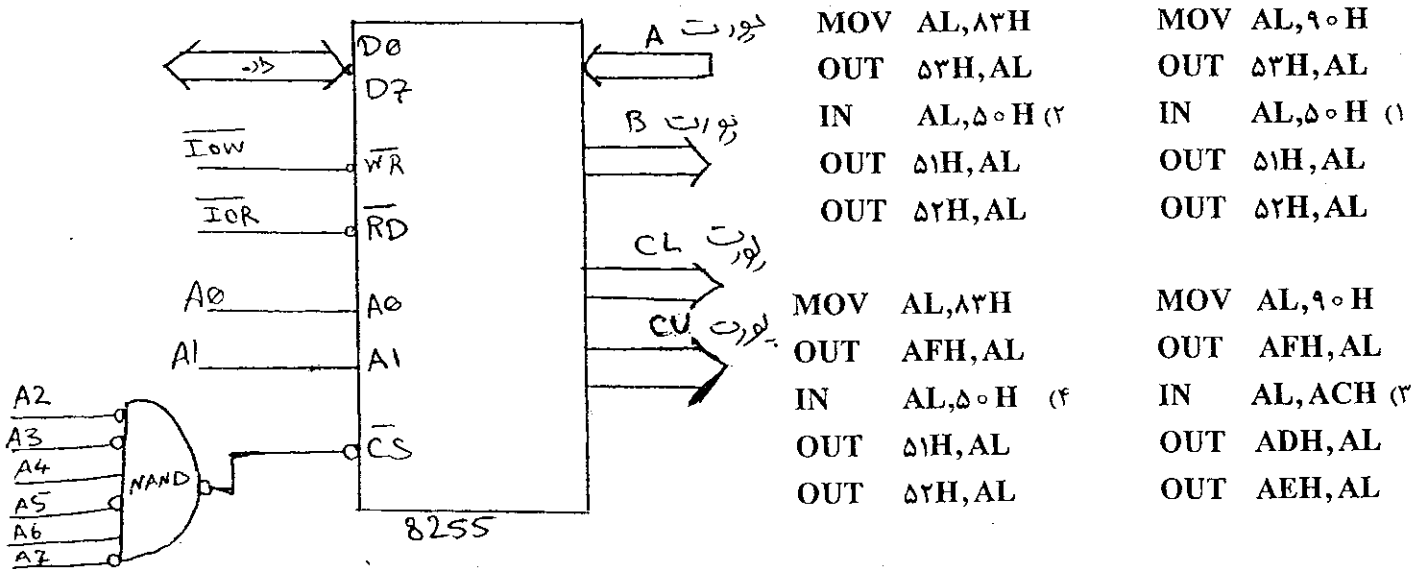 D0
داده
D7
IOW
WR
IOR
RD
A0
A0
A1
A1
A2
A3
A4
A5
A6
A7
NAND
CS
8255
پورت A
پورت B
پورت CL
پورت CU
MOV AL,۹۰H
OUT ۵۳H,AL
IN AL,۵۰H (۱
OUT ۵۱H,AL
OUT ۵۲H,AL
MOV AL,۸۳H
OUT ۵۳H,AL
IN AL,۵۰H (۲
OUT ۵۱H,AL
OUT ۵۲H,AL
MOV AL,۹۰H
OUT AFH,AL
IN AL,ACH (۳
OUT ADH,AL
OUT AEH,AL
MOV AL,۸۳H
OUT AFH,AL
IN AL,۵۰H (۴
OUT ۵۱H,AL
OUT ۵۲H,AL